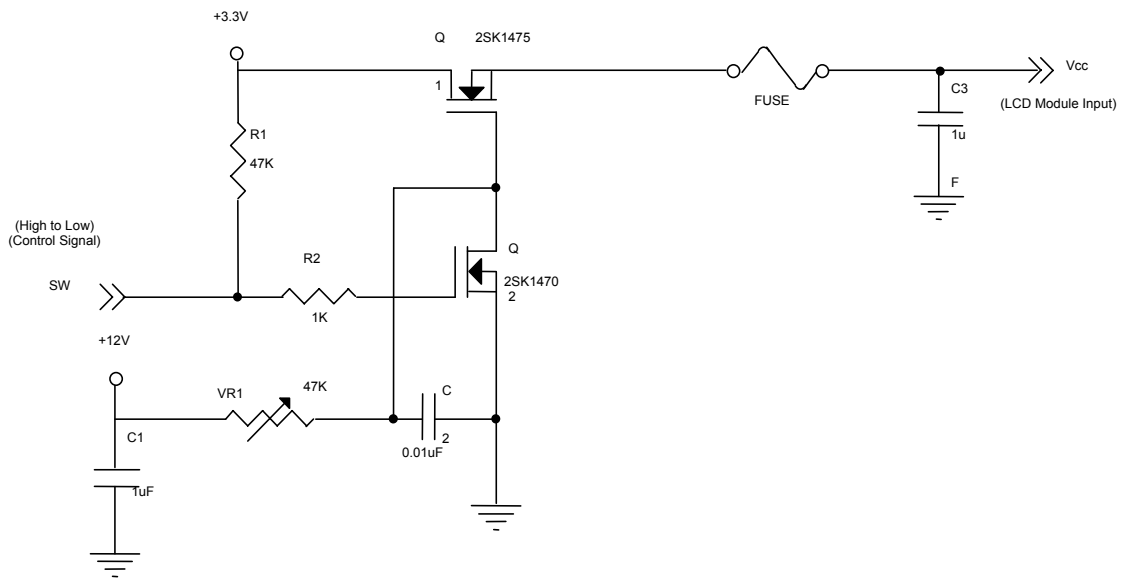 +3.3V
Q 2SK1475
1
FUSE
Vcc
(LCD Module Input)
C3
1u
F
R1
47K
(High to Low)
(Control Signal)
SW
R2
1K
Q
2SK1470
2
+12V
VR1 47K
C
2
0.01uF
C1
1uF